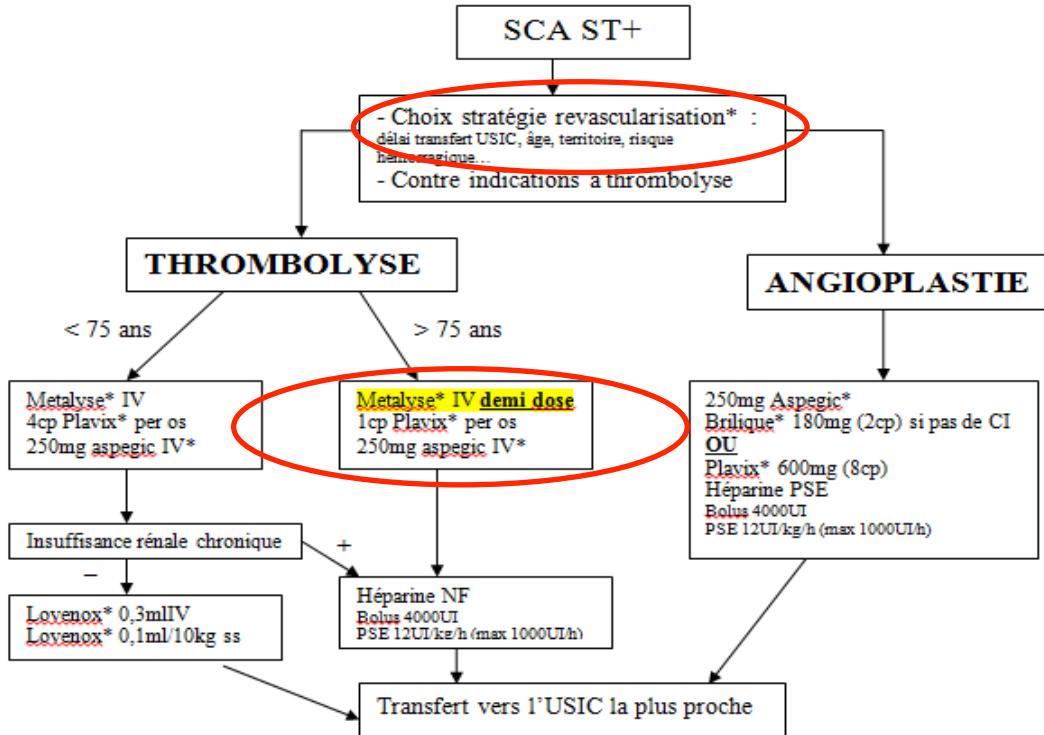 SCA ST+
- Choix stratégie revascularisation* :
délai transfert USIC, âge, territoire, risque
hémorragique…
- Contre indications à thrombolyse
THROMBOLYSE
ANGIOPLASTIE
< 75 ans
> 75 ans
Metalyse* IV
4cp Plavix* per os
250mg aspegic IV*
Metalyse* IV demi dose
1cp Plavix* per os
250mg aspegic IV*
250mg Aspegic*
Brilique* 180mg (2cp) si pas de CI
OU
Plavix* 600mg (8cp)
Héparine PSE
Bolus 4000UI
PSE 12UI/kg/h (max 1000UI/h)
Insuffisance rénale chronique
+
–
Lovenox* 0,3mlIV
Lovenox* 0,1ml/10kg ss
Héparine NF
Bolus 4000UI
PSE 12UI/kg/h (max 1000UI/h)
Transfert vers l'USIC la plus proche